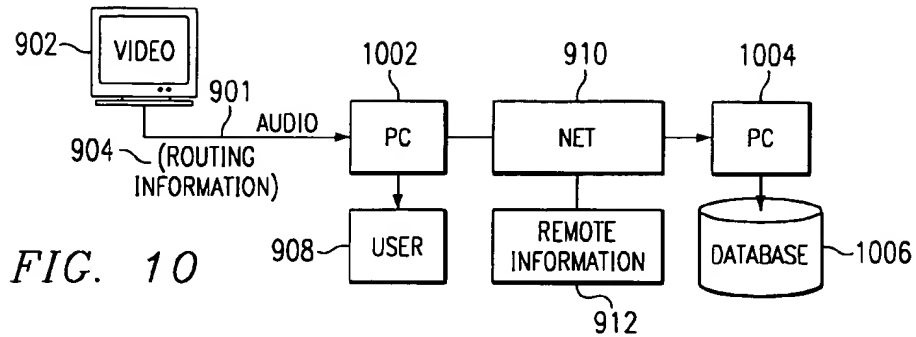 902
VIDEO
901
AUDIO
904
(ROUTING
INFORMATION)
1002
PC
910
NET
1004
PC
908
USER
REMOTE
INFORMATION
912
DATABASE
1006
FIG. 10